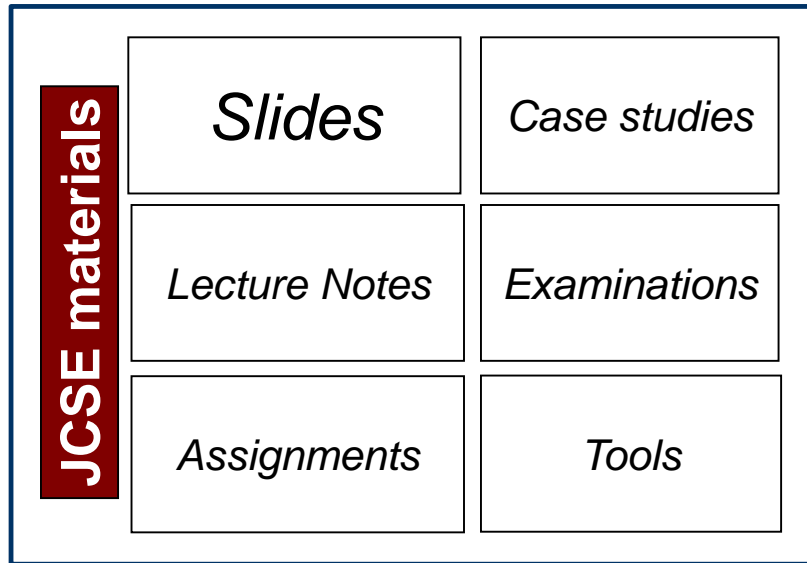 JCSE materials
Slides
Case studies
Lecture Notes
Examinations
Assignments
Tools